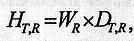 H_{T,R} = W_R × D_{T,R},